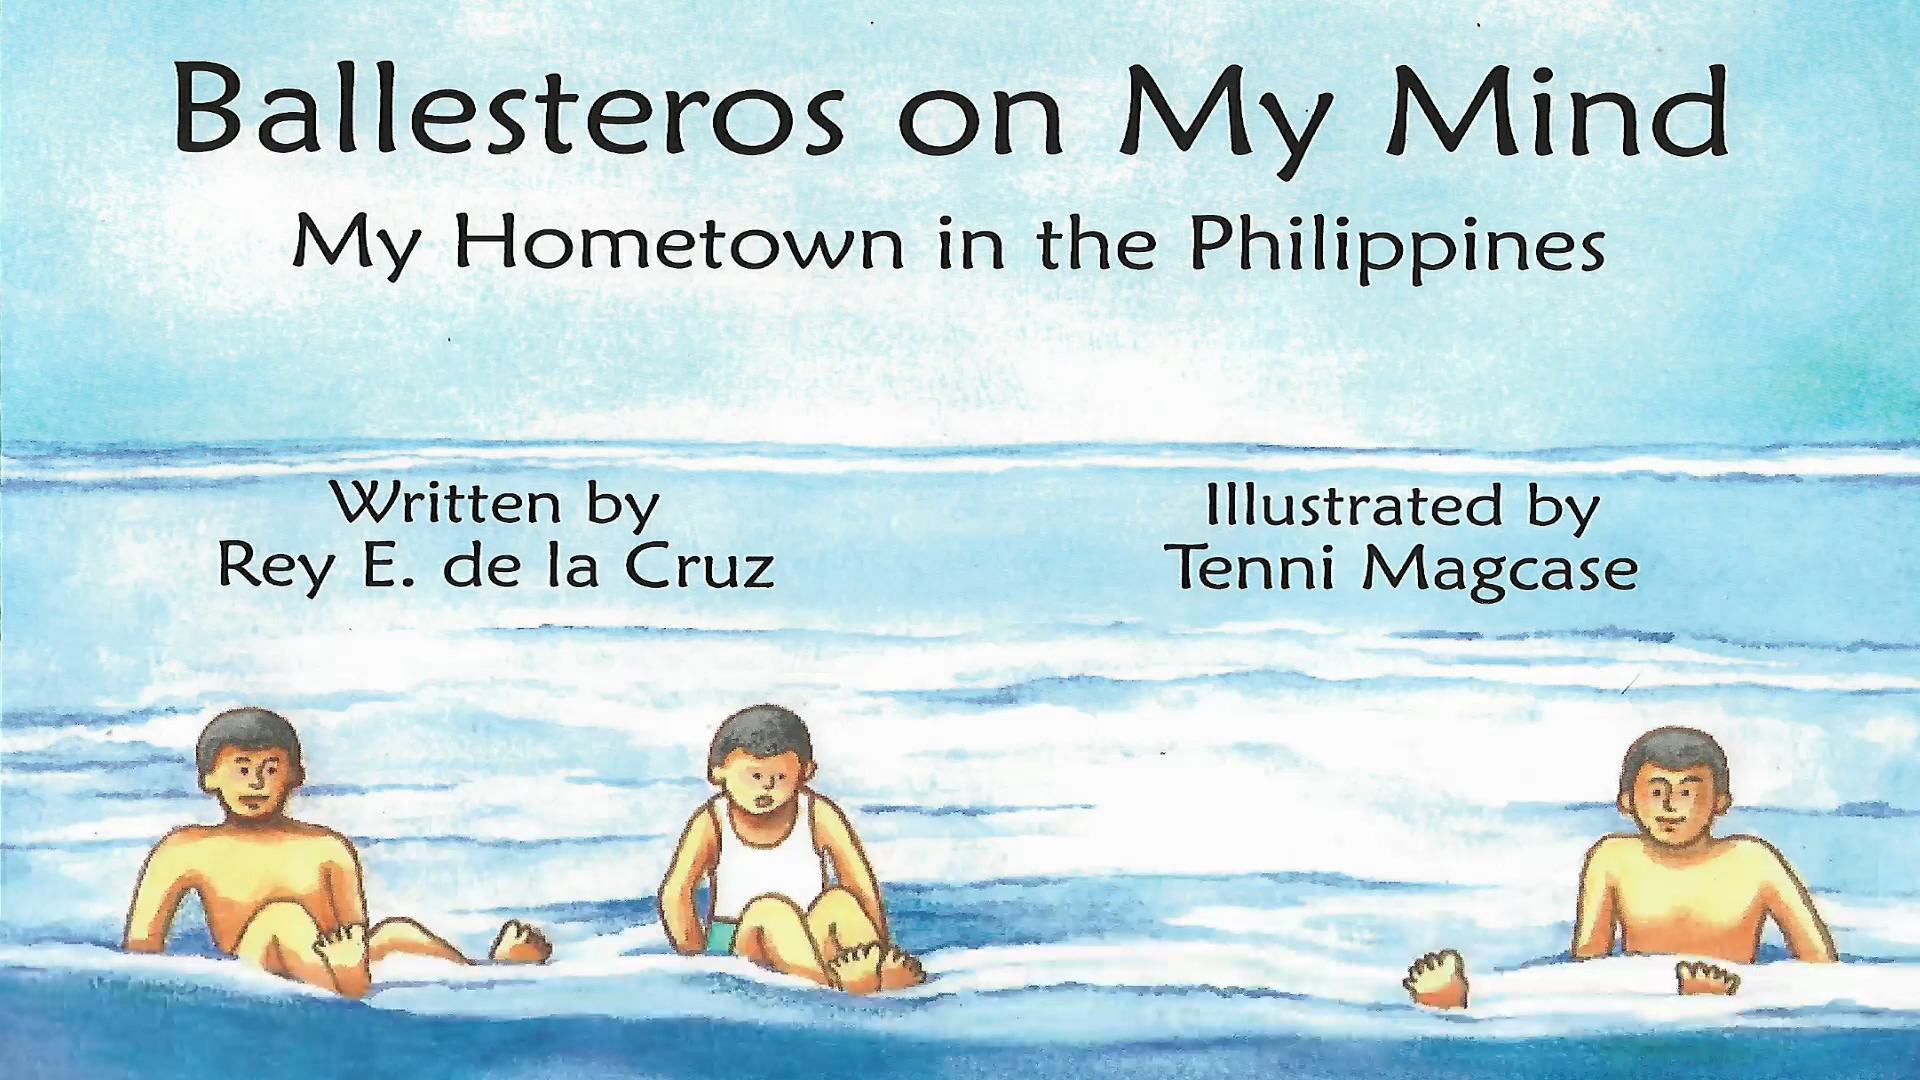 Ballesteros on My Mind
My Hometown in the Philippines
Written by
Rey E. de la Cruz
Illustrated by
Tenni Magcase